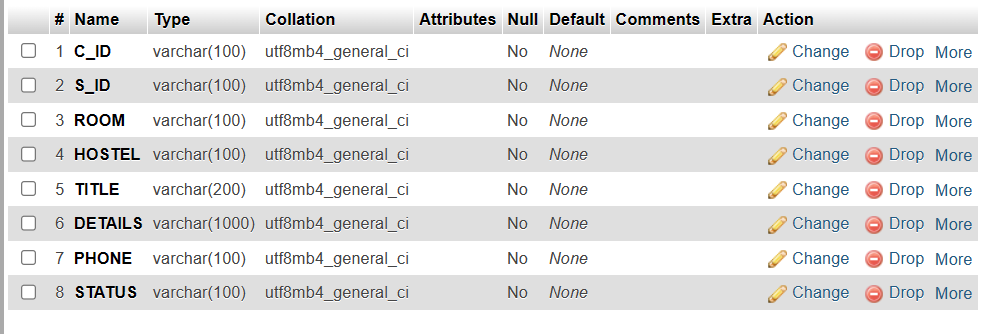 # Name Type Collation Attributes Null Default Comments Extra Action
1 C_ID varchar(100) utf8mb4_general_ci No None Change Drop More
2 S_ID varchar(100) utf8mb4_general_ci No None Change Drop More
3 ROOM varchar(100) utf8mb4_general_ci No None Change Drop More
4 HOSTEL varchar(100) utf8mb4_general_ci No None Change Drop More
5 TITLE varchar(200) utf8mb4_general_ci No None Change Drop More
6 DETAILS varchar(1000) utf8mb4_general_ci No None Change Drop More
7 PHONE varchar(100) utf8mb4_general_ci No None Change Drop More
8 STATUS varchar(100) utf8mb4_general_ci No None Change Drop More